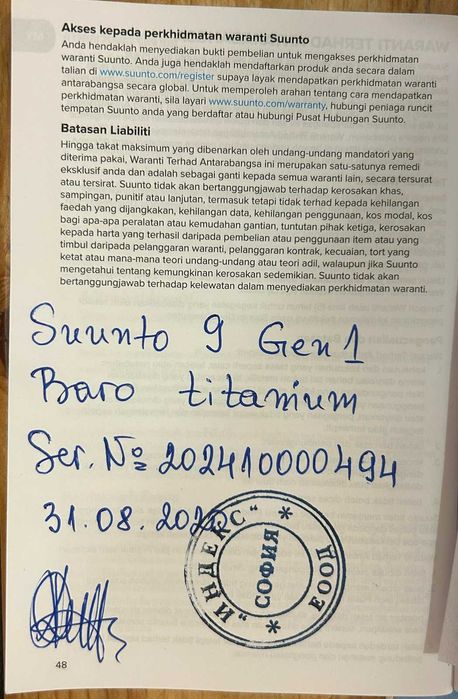 Akses kepada perkhidmatan waranti Suunto
Anda hendaklah menyediakan bukti pembelian untuk mengakses perkhidmatan
waranti Suunto. Anda juga hendaklah mendaftarkan produk anda secara dalam
talian di www.suunto.com/register supaya layak mendapatkan perkhidmatan waranti
antarabangsa secara global. Untuk memperoleh arahan tentang cara mendapatkan
perkhidmatan waranti, sila layari www.suunto.com/warranty, hubungi peniaga runcit
tempatan Suunto anda yang berdaftar atau hubungi Pusat Hubungan Suunto.
Batasan Liabiliti
Hingga takat maksimum yang dibenarkan oleh undang-undang mandatori yang
diterima pakai, Waranti Terhad Antarabangsa ini merupakan satu-satunya remedi
eksklusif anda dan adalah sebagai ganti kepada semua waranti lain, secara tersurat
atau tersirat. Suunto tidak akan bertanggungjawab terhadap kerosakan khas,
sampingan, punitif atau lanjutan, termasuk tetapi tidak terhad kepada kehilangan
faedah yang dijangkakan, kehilangan data, kehilangan penggunaan, kos modal, kos
bagi apa-apa peralatan atau kemudahan gantian, tuntutan pihak ketiga, kerosakan
kepada harta yang terhasil daripada pembelian atau penggunaan item atau yang
timbul daripada pelanggaran waranti, pelanggaran kontrak, kecuaian, tort yang
ketat atau mana-mana teori undang-undang atau teori adil, walaupun jika Suunto
mengetahui tentang kemungkinan kerosakan sedemikian. Suunto tidak akan
bertanggungjawab terhadap kelewatan dalam menyediakan perkhidmatan waranti.
Suunto 9 Gen 1
Baro titanium
Ser. № 202410000494
31.08.
"ИНДЕКС" * ЕООД *
СОФИЯ
48